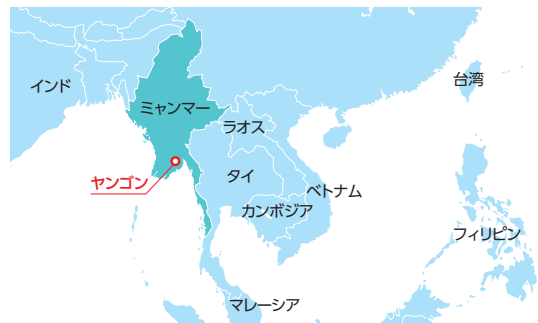 インド
台湾
ミャンマー
ラオス
ヤンゴン
タイ
ベトナム
カンボジア
フィリピン
マレーシア